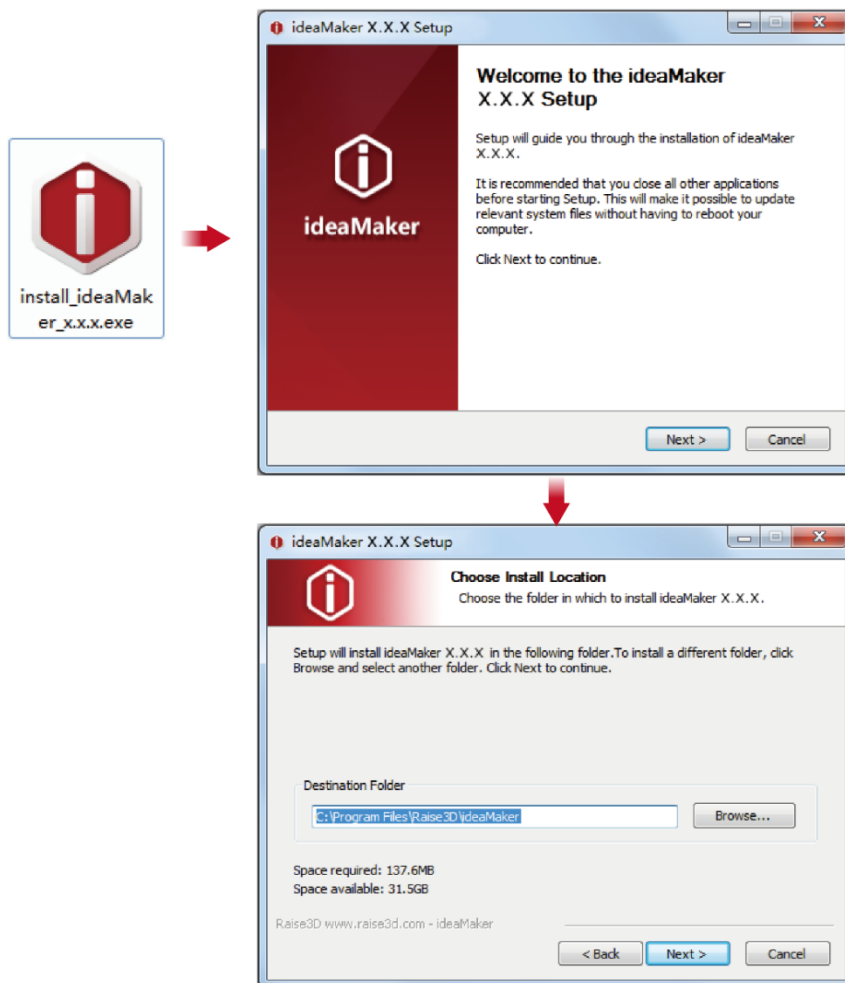 install_ideaMak
er_x.x.x.exe
ideaMaker X.X.X Setup
ideaMaker
Welcome to the ideaMaker
X.X.X Setup
Setup will guide you through the installation of ideaMaker
X.X.X.
It is recommended that you close all other applications
before starting Setup. This will make it possible to update
relevant system files without having to reboot your
computer.
Click Next to continue.
Next >
Cancel
ideaMaker X.X.X Setup
Choose Install Location
Choose the folder in which to install ideaMaker X.X.X.
Setup will install ideaMaker X.X.X in the following folder.To install a different folder, click
Browse and select another folder. Click Next to continue.
Destination Folder
C:\Program Files\Raise3D\ideaMaker
Browse...
Space required: 137.6MB
Space available: 31.5GB
Raise3D www.raise3d.com - ideaMaker
< Back
Next >
Cancel